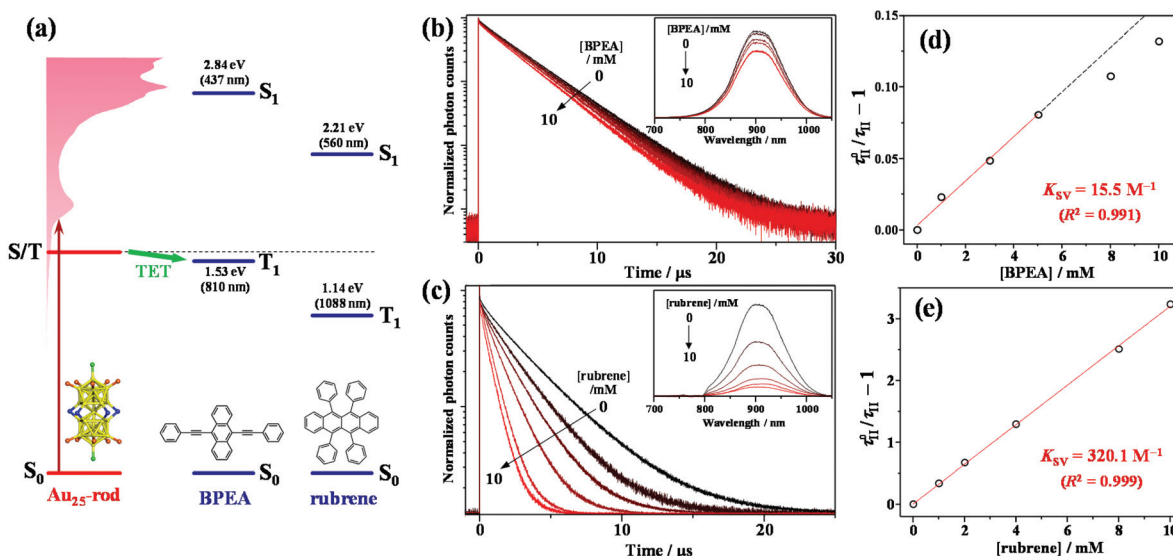 (a)
2.84 eV
(437 nm)
S₁
2.21 eV
(560 nm)
S₁
S/T
TET
T₁
1.53 eV
(810 nm)
1.14 eV
(1088 nm)
T₁
S₀
S₀
S₀
Au₂₅-rod
BPEA
rubrene
(b)
Normalized photon counts
[BPEA]
/ mM
0
10
[BPEA] / mM
0
10
700 800 900 1000
Wavelength / nm
0 10 20 30
Time / μs
(c)
Normalized photon counts
[rubrene]
/mM
0
10
[rubrene] / mM
0
10
700 800 900 1000
Wavelength / nm
0 10 20
Time / μs
(d)
τ⁰_II/τ_II − 1
0.15
0.10
0.05
0.00
K_SV = 15.5 M⁻¹
(R² = 0.991)
0 2 4 6 8 10
[BPEA] / mM
(e)
τ⁰_II/τ_II − 1
3
2
1
0
K_SV = 320.1 M⁻¹
(R² = 0.999)
0 2 4 6 8 10
[rubrene] / mM